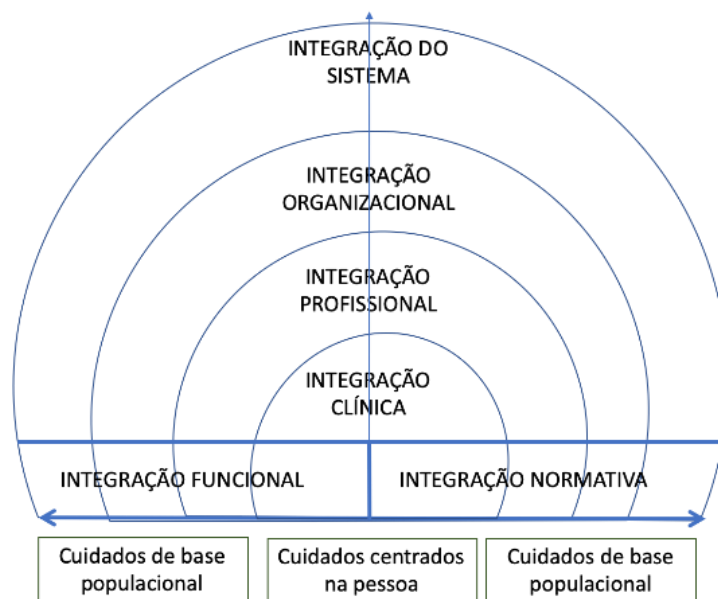 INTEGRAÇÃO DO
SISTEMA
INTEGRAÇÃO
ORGANIZACIONAL
INTEGRAÇÃO
PROFISSIONAL
INTEGRAÇÃO
CLÍNICA
INTEGRAÇÃO FUNCIONAL
INTEGRAÇÃO NORMATIVA
Cuidados de base
populacional
Cuidados centrados
na pessoa
Cuidados de base
populacional